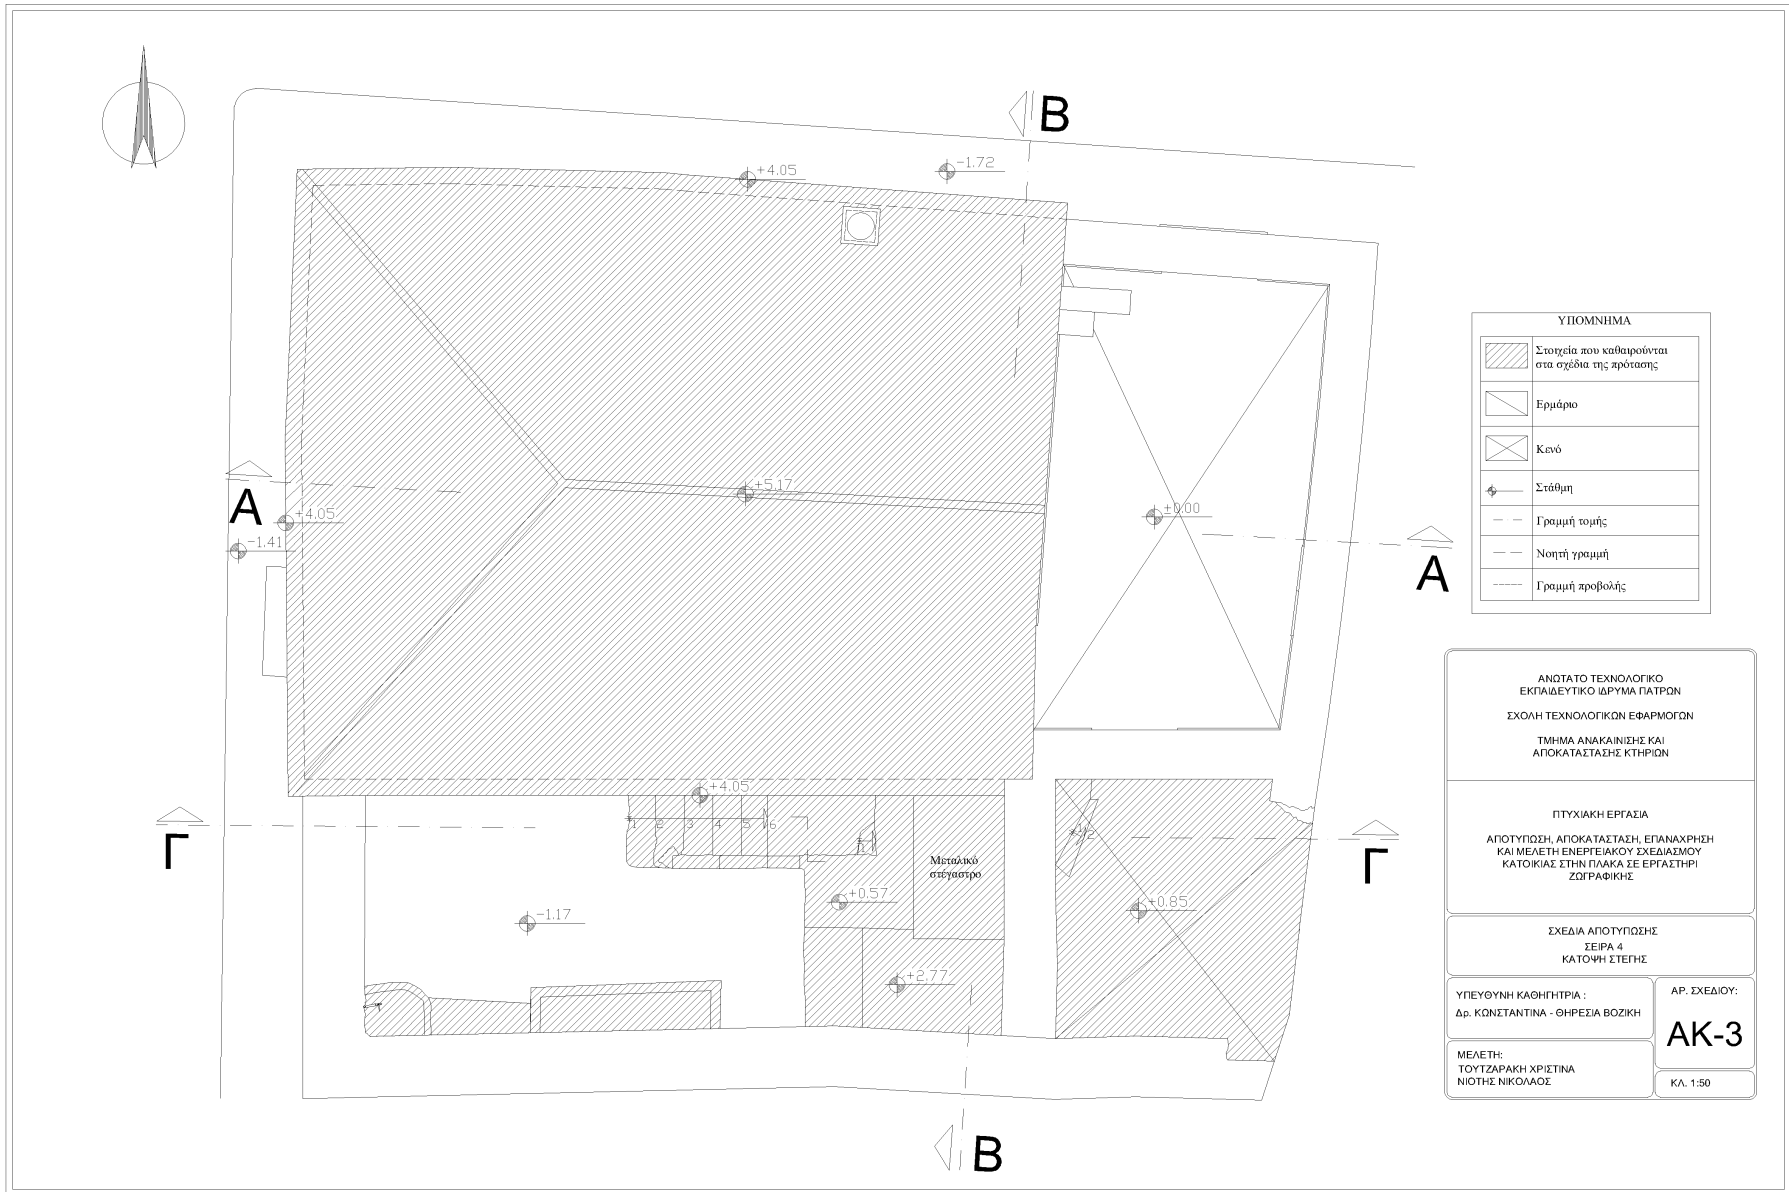 B
+4.05
-1.72
ΥΠΟΜΝΗΜΑ
Στοιχεία που καθαιρούνται
στα σχέδια της πρότασης
Ερμάριο
Κενό
Στάθμη
Γραμμή τομής
Νοητή γραμμή
Γραμμή προβολής
A
+4.05
-1.41
+5.17
±0.00
A
+4.05
Γ
1 2 3 4 5 6
1
1 2
Γ
Μεταλικό
στέγαστρο
+0.57
+0.85
-1.17
+2.77
B
ΑΝΩΤΑΤΟ ΤΕΧΝΟΛΟΓΙΚΟ
ΕΚΠΑΙΔΕΥΤΙΚΟ ΙΔΡΥΜΑ ΠΑΤΡΩΝ
ΣΧΟΛΗ ΤΕΧΝΟΛΟΓΙΚΩΝ ΕΦΑΡΜΟΓΩΝ
ΤΜΗΜΑ ΑΝΑΚΑΙΝΙΣΗΣ ΚΑΙ
ΑΠΟΚΑΤΑΣΤΑΣΗΣ ΚΤΗΡΙΩΝ
ΠΤΥΧΙΑΚΗ ΕΡΓΑΣΙΑ
ΑΠΟΤΥΠΩΣΗ, ΑΠΟΚΑΤΑΣΤΑΣΗ, ΕΠΑΝΑΧΡΗΣΗ
ΚΑΙ ΜΕΛΕΤΗ ΕΝΕΡΓΕΙΑΚΟΥ ΣΧΕΔΙΑΣΜΟΥ
ΚΑΤΟΙΚΙΑΣ ΣΤΗΝ ΠΛΑΚΑ ΣΕ ΕΡΓΑΣΤΗΡΙ
ΖΩΓΡΑΦΙΚΗΣ
ΣΧΕΔΙΑ ΑΠΟΤΥΠΩΣΗΣ
ΣΕΙΡΑ 4
ΚΑΤΟΨΗ ΣΤΕΓΗΣ
ΥΠΕΥΘΥΝΗ ΚΑΘΗΓΗΤΡΙΑ :
Δρ. ΚΩΝΣΤΑΝΤΙΝΑ - ΘΗΡΕΣΙΑ ΒΟΖΙΚΗ
ΑΡ. ΣΧΕΔΙΟΥ:
ΑΚ-3
ΜΕΛΕΤΗ:
ΤΟΥΤΖΑΡΑΚΗ ΧΡΙΣΤΙΝΑ
ΝΙΟΤΗΣ ΝΙΚΟΛΑΟΣ
ΚΛ. 1:50